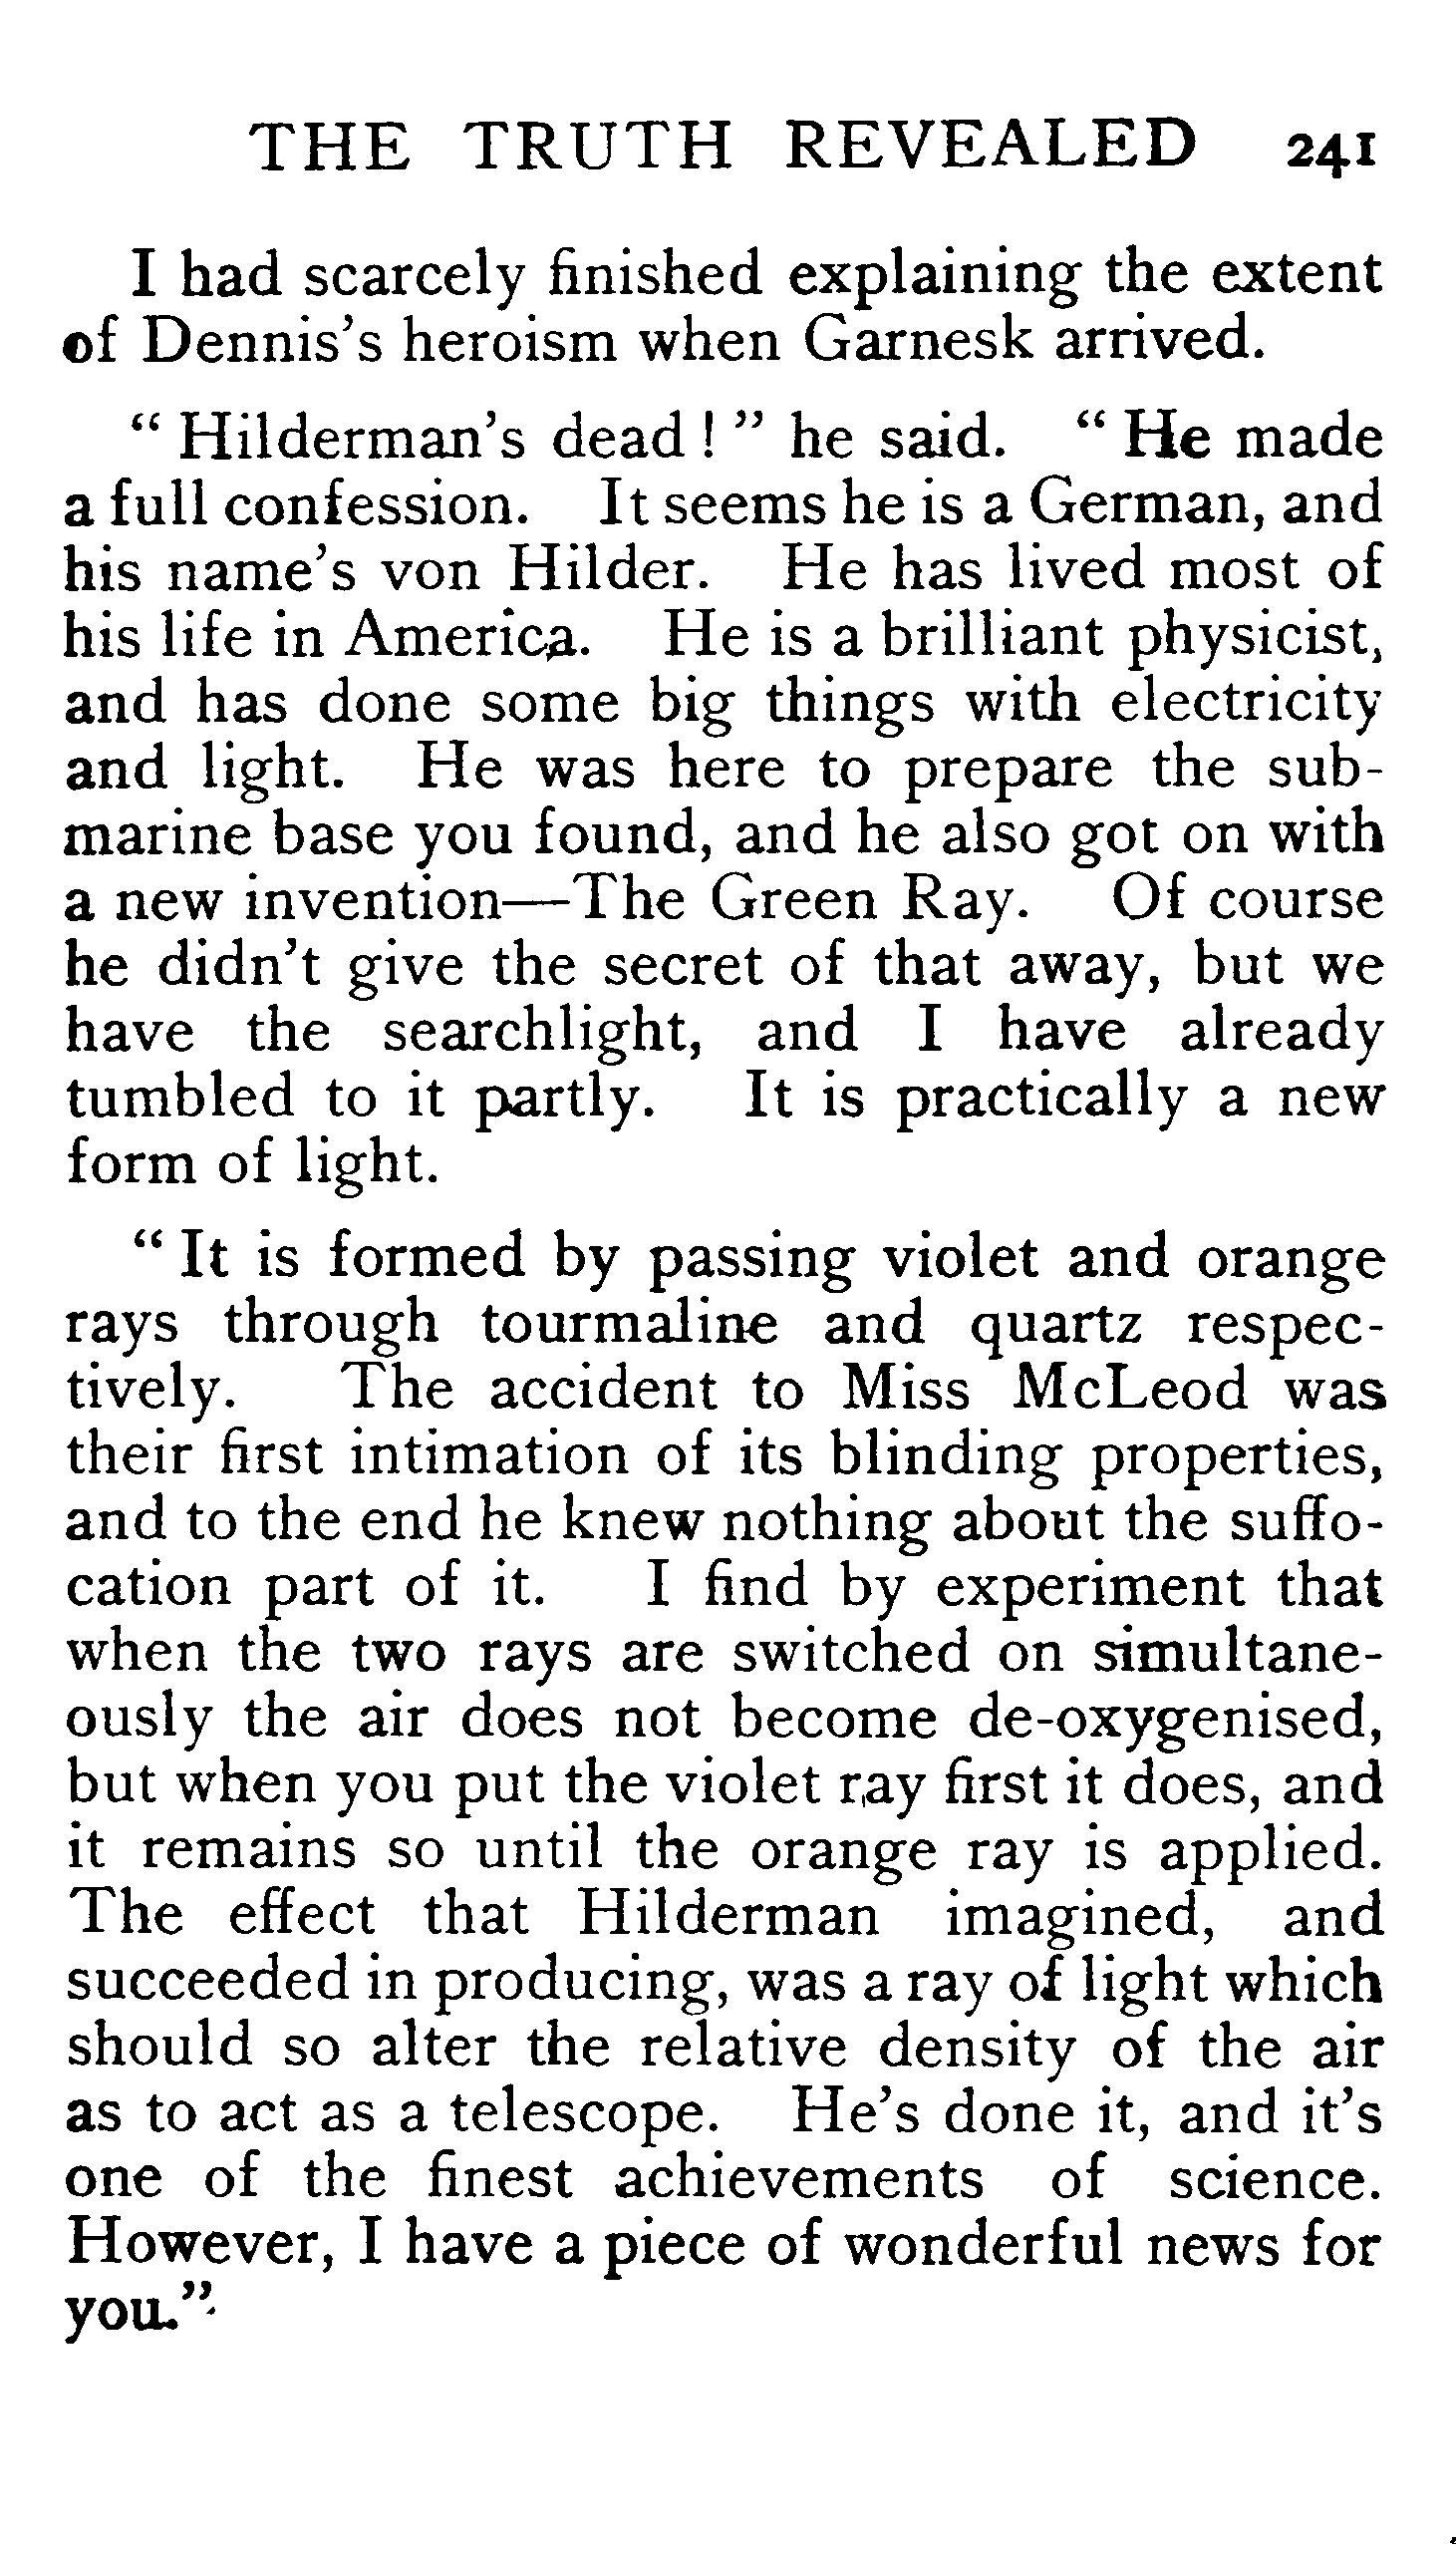 THE TRUTH REVEALED 241
I had scarcely finished explaining the extent
of Dennis's heroism when Garnesk arrived.
" Hilderman's dead ! " he said. " He made
a full confession. It seems he is a German, and
his name's von Hilder. He has lived most of
his life in America. He is a brilliant physicist,
and has done some big things with electricity
and light. He was here to prepare the sub-
marine base you found, and he also got on with
a new invention—The Green Ray. Of course
he didn't give the secret of that away, but we
have the searchlight, and I have already
tumbled to it partly. It is practically a new
form of light.
" It is formed by passing violet and orange
rays through tourmaline and quartz respec-
tively. The accident to Miss McLeod was
their first intimation of its blinding properties,
and to the end he knew nothing about the suffo-
cation part of it. I find by experiment that
when the two rays are switched on simultane-
ously the air does not become de-oxygenised,
but when you put the violet ray first it does, and
it remains so until the orange ray is applied.
The effect that Hilderman imagined, and
succeeded in producing, was a ray of light which
should so alter the relative density of the air
as to act as a telescope. He's done it, and it's
one of the finest achievements of science.
However, I have a piece of wonderful news for
you."